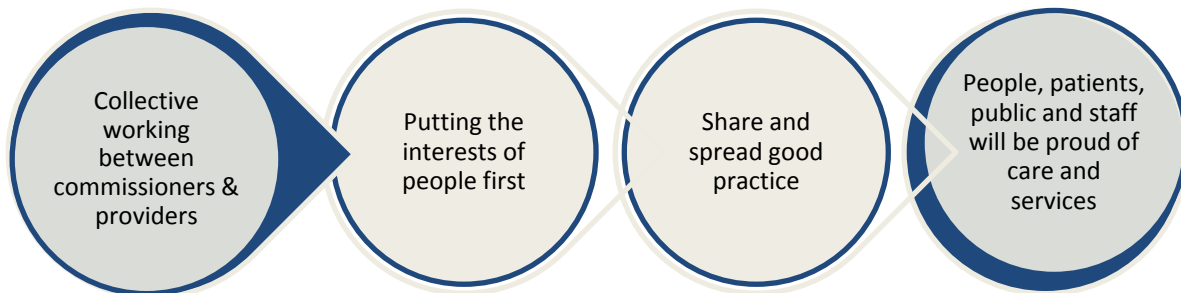 Collective
working
between
commissioners &
providers
Putting the
interests of
people first
Share and
spread good
practice
People, patients,
public and staff
will be proud of
care and
services